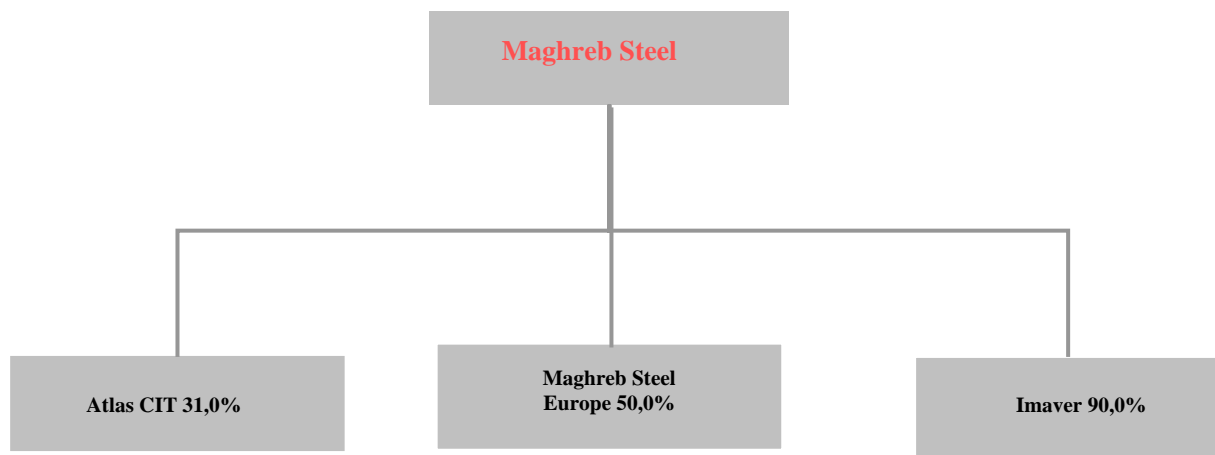 Maghreb Steel
Atlas CIT 31,0%
Maghreb Steel
Europe 50,0%
Imaver 90,0%